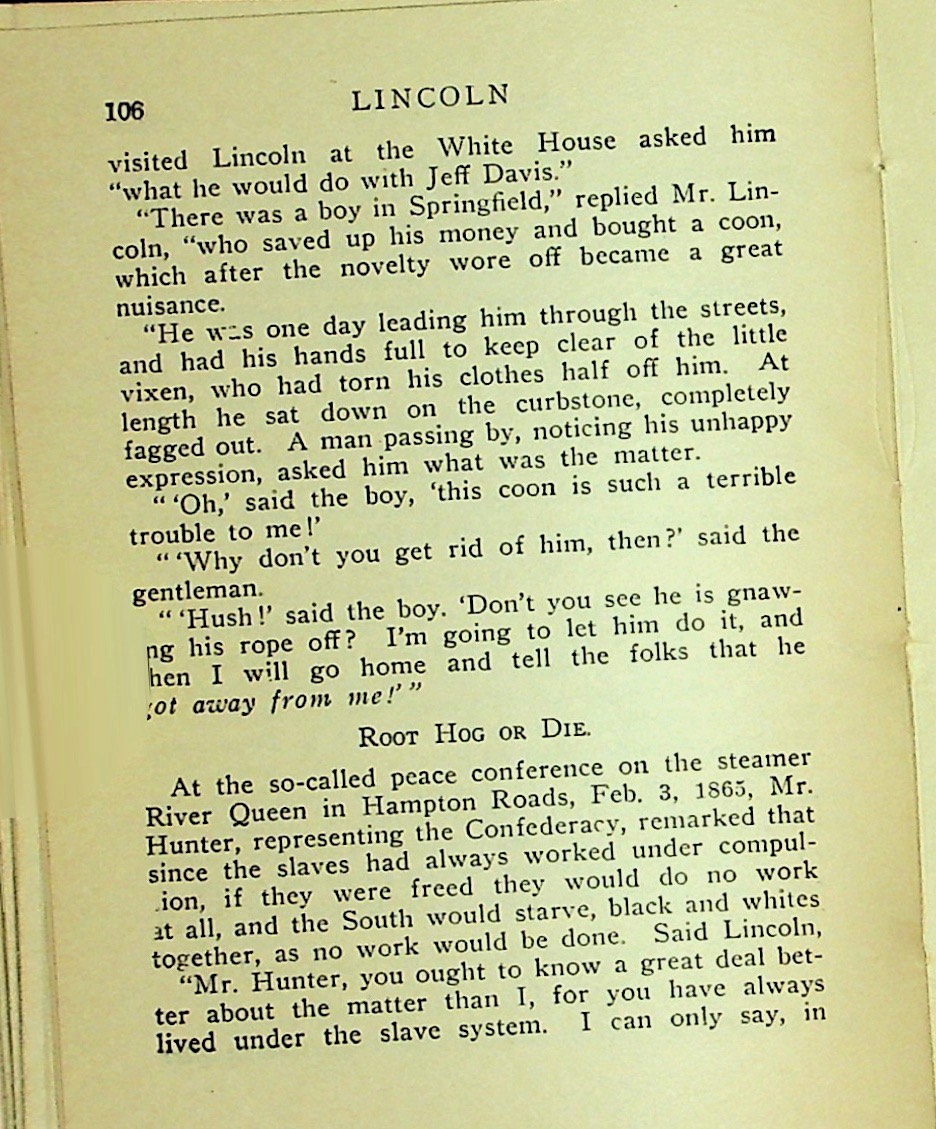 106
LINCOLN
visited Lincoln at the White House asked him
“what he would do with Jeff Davis.”
“There was a boy in Springfield,” replied Mr. Lin-
coln, “who saved up his money and bought a coon,
which after the novelty wore off became a great
nuisance.
“He was one day leading him through the streets,
and had his hands full to keep clear of the little
vixen, who had torn his clothes half off him. At
length he sat down on the curbstone, completely
fagged out. A man passing by, noticing his unhappy
expression, asked him what was the matter.
“ ‘Oh,’ said the boy, ‘this coon is such a terrible
trouble to me!’
“ ‘Why don’t you get rid of him, then?’ said the
gentleman.
“ ‘Hush!’ said the boy. ‘Don’t you see he is gnaw-
ng his rope off? I’m going to let him do it, and
hen I will go home and tell the folks that he
ot away from me!’ ”
ROOT HOG OR DIE.
At the so-called peace conference on the steamer
River Queen in Hampton Roads, Feb. 3, 1865, Mr.
Hunter, representing the Confederacy, remarked that
since the slaves had always worked under compul-
ion, if they were freed they would do no work
at all, and the South would starve, black and whites
together, as no work would be done. Said Lincoln,
“Mr. Hunter, you ought to know a great deal bet-
ter about the matter than I, for you have always
lived under the slave system. I can only say, in